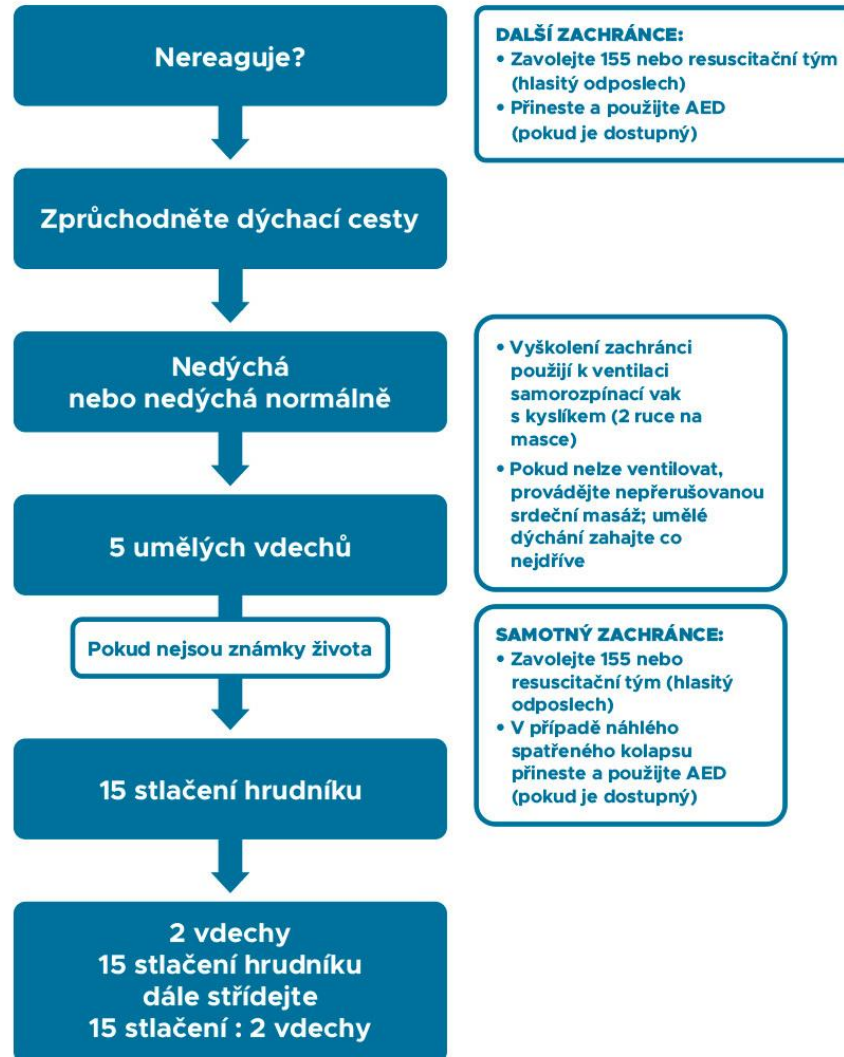 Nereaguje?
DALŠÍ ZACHRÁNCE:
• Zavolejte 155 nebo resuscitační tým
(hlasitý odposlech)
• Přineste a použijte AED
(pokud je dostupný)
Zprůchodněte dýchací cesty
Nedýchá
nebo nedýchá normálně
• Vyškolení zachránci
použijí k ventilaci
samorozpínací vak
s kyslíkem (2 ruce na
masce)
• Pokud nelze ventilovat,
provádějte nepřerušovanou
srdeční masáž; umělé
dýchání zahajte co
nejdříve
5 umělých vdechů
Pokud nejsou známky života
SAMOTNÝ ZACHRÁNCE:
• Zavolejte 155 nebo
resuscitační tým (hlasitý
odposlech)
• V případě náhlého
spatřeného kolapsu
přineste a použijte AED
(pokud je dostupný)
15 stlačení hrudníku
2 vdechy
15 stlačení hrudníku
dále střídejte
15 stlačení : 2 vdechy